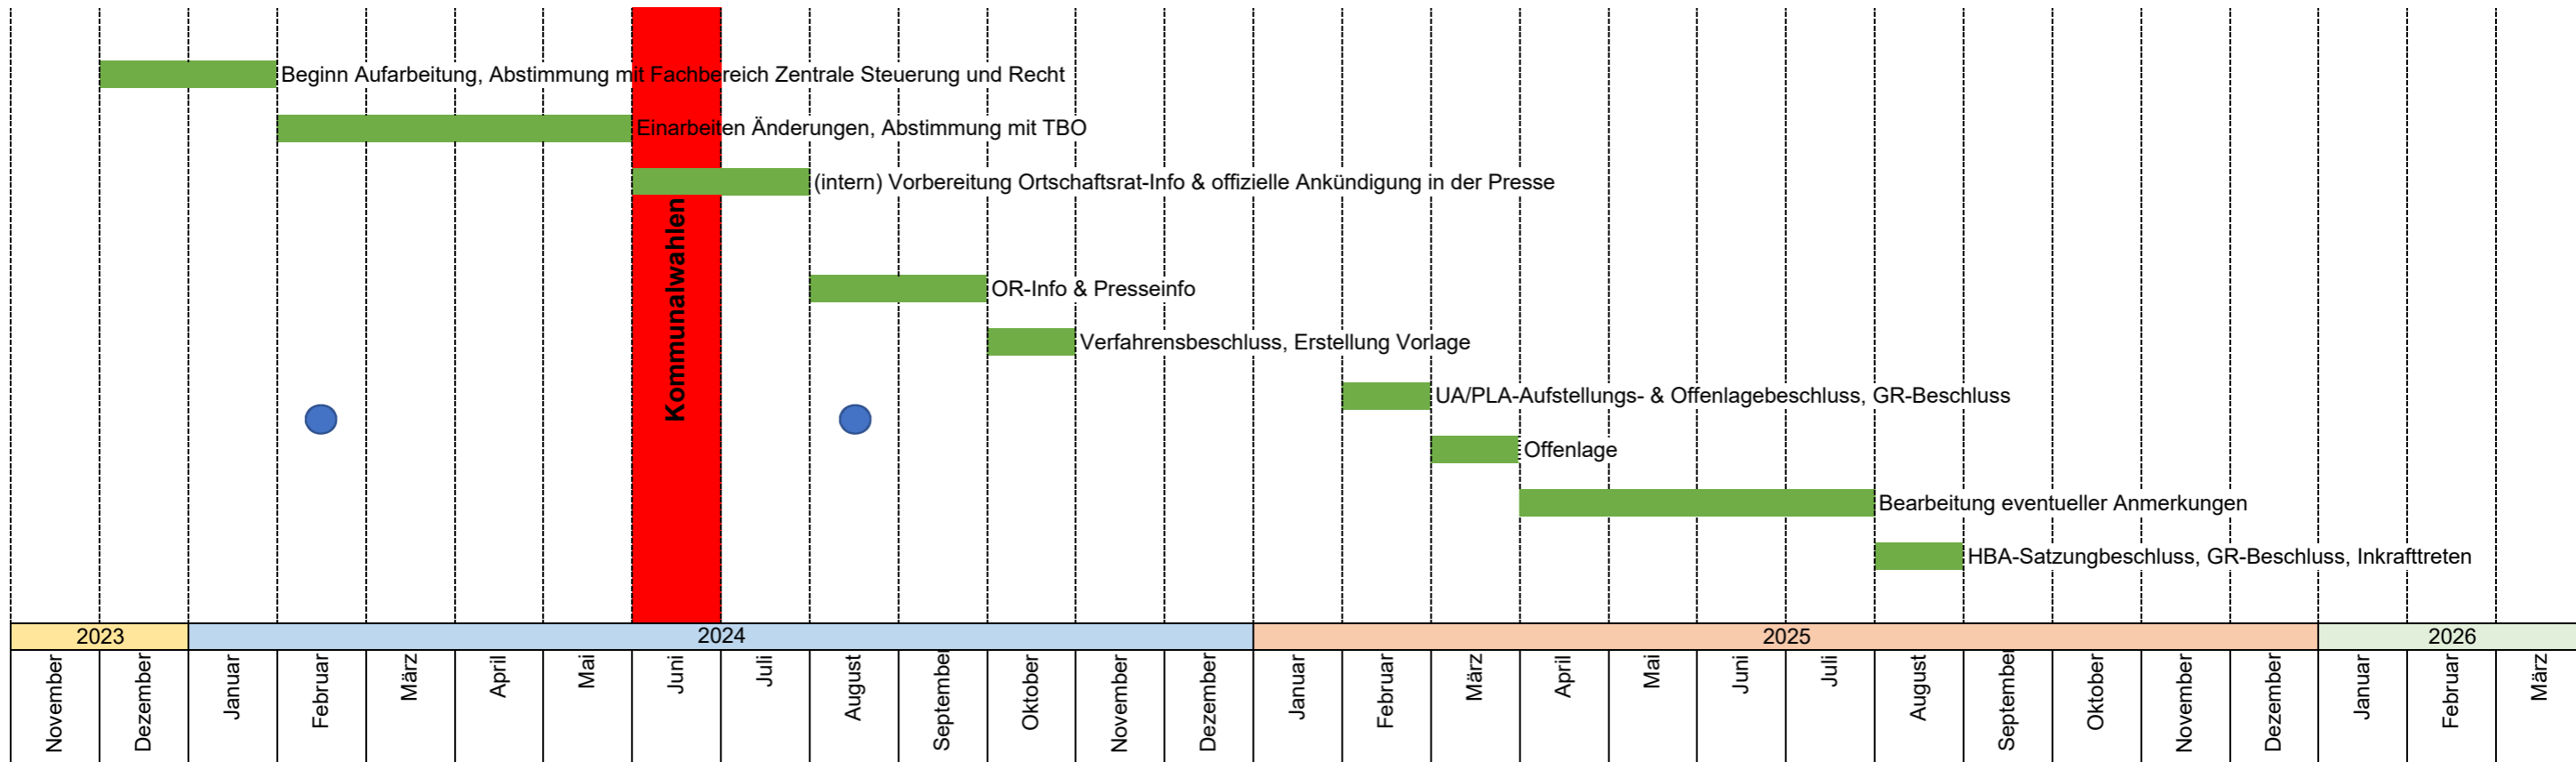 Beginn Aufarbeitung, Abstimmung mit Fachbereich Zentrale Steuerung und Recht
Einarbeiten Änderungen, Abstimmung mit TBO
(intern) Vorbereitung Ortschaftsrat-Info & offizielle Ankündigung in der Presse
Kommunalwahlen
OR-Info & Presseinfo
Verfahrensbeschluss, Erstellung Vorlage
UA/PLA-Aufstellungs- & Offenlagebeschluss, GR-Beschluss
Offenlage
Bearbeitung eventueller Anmerkungen
HBA-Satzungbeschluss, GR-Beschluss, Inkrafttreten
2023
2024
2025
2026
November
Dezember
Januar
Februar
März
April
Mai
Juni
Juli
August
September
Oktober
November
Dezember
Januar
Februar
März
April
Mai
Juni
Juli
August
September
Oktober
November
Dezember
Januar
Februar
März